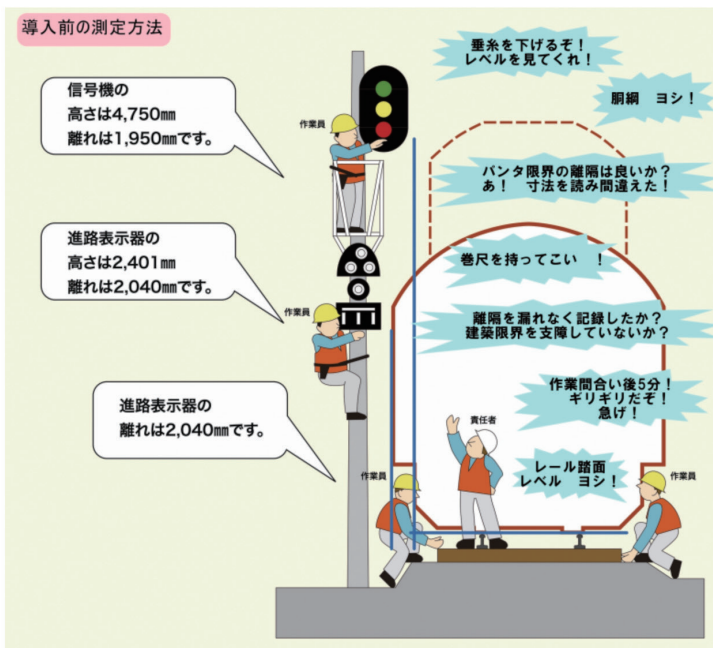 導入前の測定方法
信号機の
高さは4,750㎜
離れは1,950㎜です。
作業員
垂糸を下げるぞ！
レベルを見てくれ！
胴綱　ヨシ！
パンタ限界の離隔は良いか？
あ！　寸法を読み間違えた！
進路表示器の
高さは2,401㎜
離れは2,040㎜です。
作業員
巻尺を持ってこい　！
離隔を漏れなく記録したか？
建築限界を支障していないか？
進路表示器の
離れは2,040㎜です。
作業間合い後5分！
ギリギリだぞ！
急げ！
責任者
レール踏面
レベル　ヨシ！
作業員
作業員